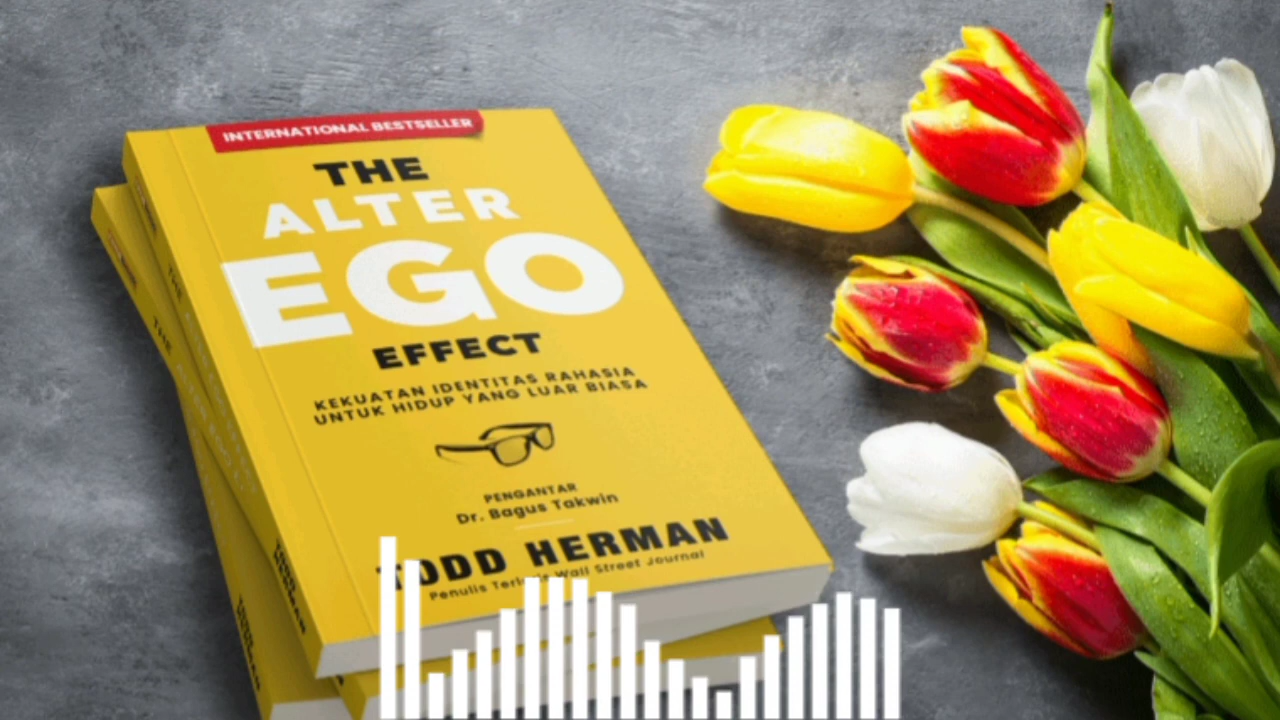 INTERNATIONAL BESTSELLER
THE
ALTER
EGO
EFFECT
KEKUATAN IDENTITAS RAHASIA
UNTUK HIDUP YANG LUAR BIASA
PENGANTAR
Dr. Bagus Takwin
TODD HERMAN
Penulis Wall Street Journal